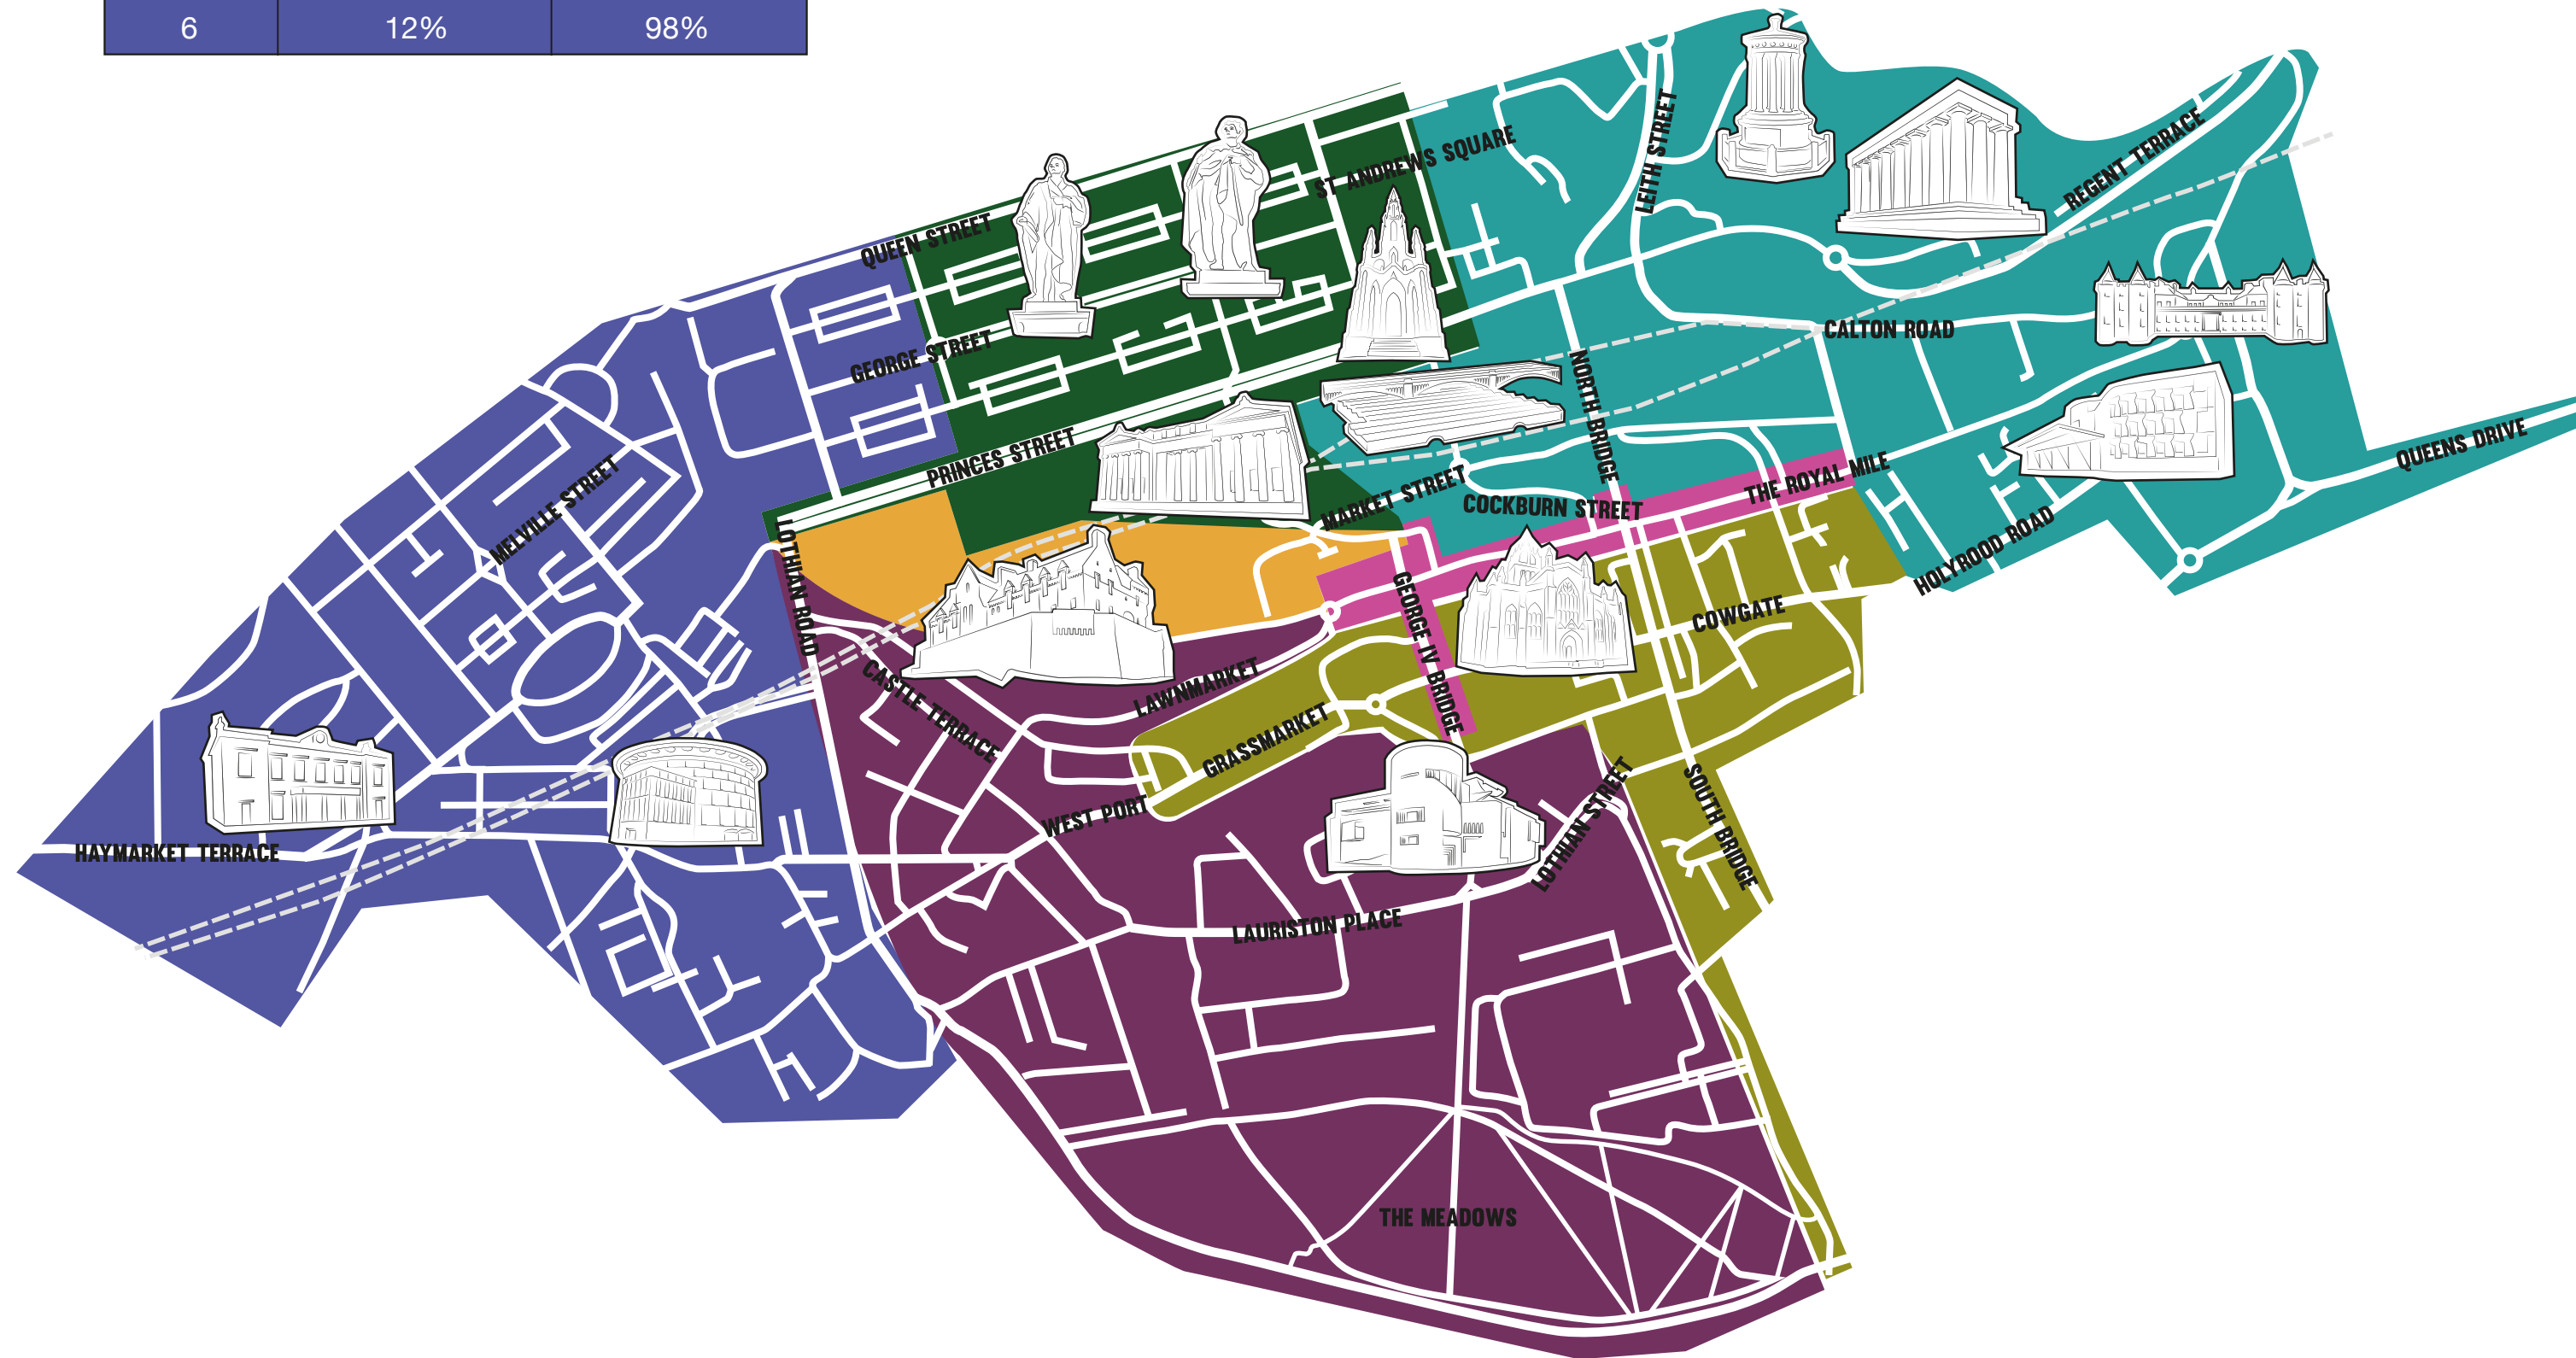 6 12% 98%
ST ANDREWS SQUARE
LEITH STREET
REGENT TERRACE
QUEEN STREET
GEORGE STREET
CALTON ROAD
NORTH BRIDGE
PRINCES STREET
QUEENS DRIVE
MELVILLE STREET
MARKET STREET
COCKBURN STREET
THE ROYAL MILE
LOTHIAN ROAD
HOLYROOD ROAD
GEORGE IV BRIDGE
COWGATE
CASTLE TERRACE
LAWNMARKET
GRASSMARKET
WEST PORT
LOTHIAN STREET
SOUTH BRIDGE
HAYMARKET TERRACE
LAURISTON PLACE
THE MEADOWS